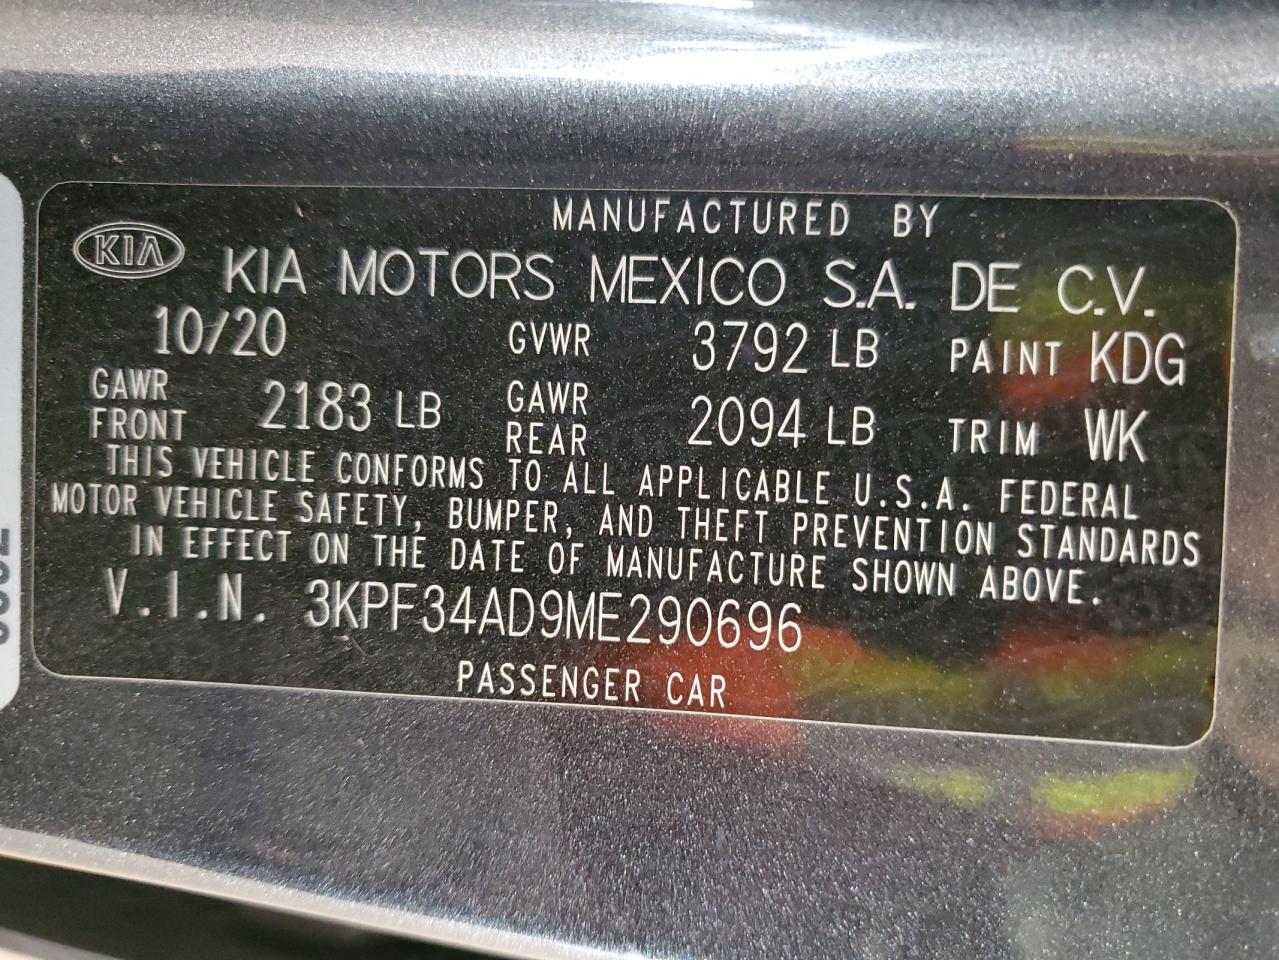 MANUFACTURED BY
KIA KIA MOTORS MEXICO S.A. DE C.V.
10/20 GVWR 3792 LB PAINT KDG
GAWR FRONT 2183 LB GAWR REAR 2094 LB TRIM WK
THIS VEHICLE CONFORMS TO ALL APPLICABLE U.S.A. FEDERAL
MOTOR VEHICLE SAFETY, BUMPER, AND THEFT PREVENTION STANDARDS
IN EFFECT ON THE DATE OF MANUFACTURE SHOWN ABOVE.
V.I.N. 3KPF34AD9ME290696
PASSENGER CAR